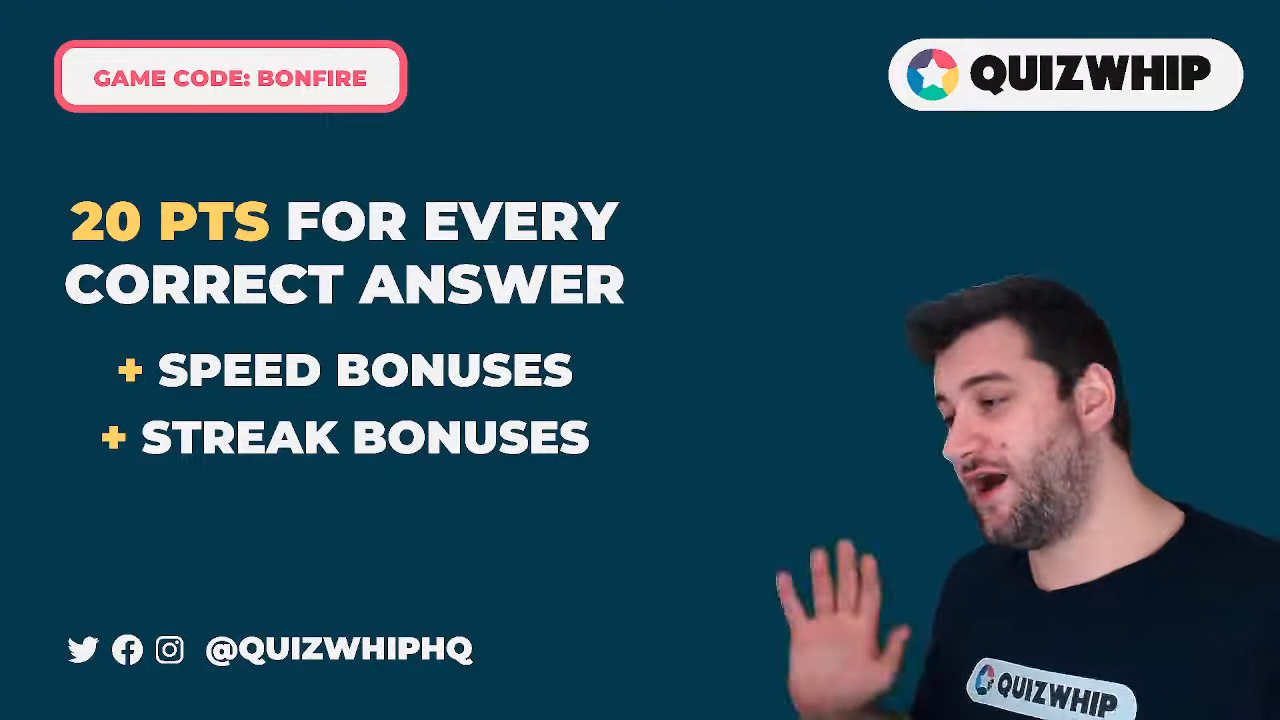 GAME CODE: BONFIRE
QUIZWHIP
20 PTS FOR EVERY
CORRECT ANSWER
+ SPEED BONUSES
+ STREAK BONUSES
@QUIZWHIPHQ
QUIZWHIP